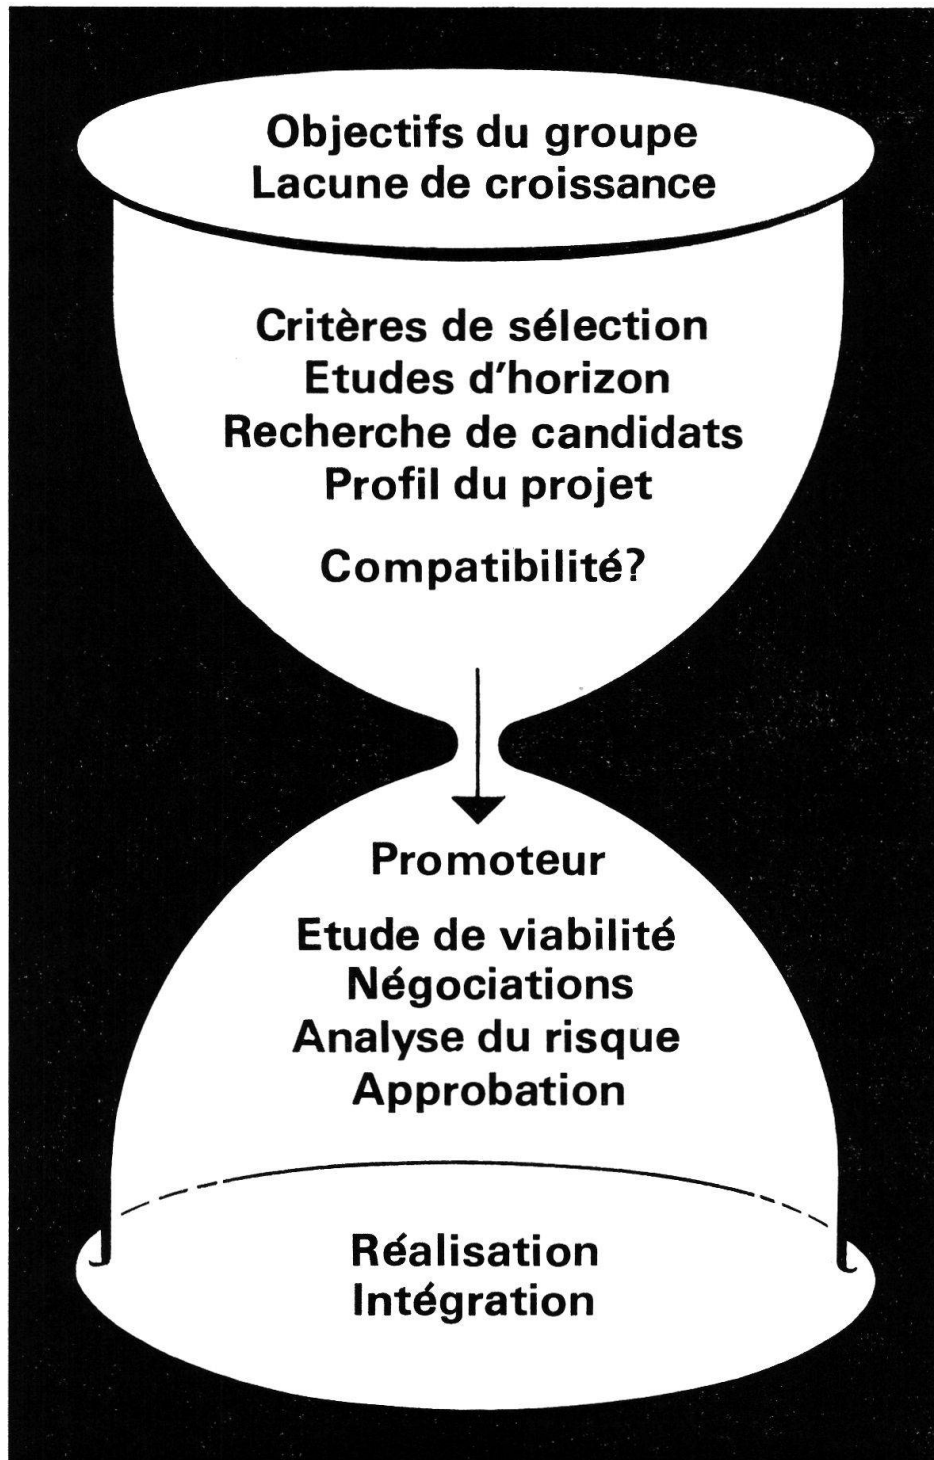 Objectifs du groupe
Lacune de croissance
Critères de sélection
Etudes d'horizon
Recherche de candidats
Profil du projet
Compatibilité?
Promoteur
Etude de viabilité
Négociations
Analyse du risque
Approbation
Réalisation
Intégration